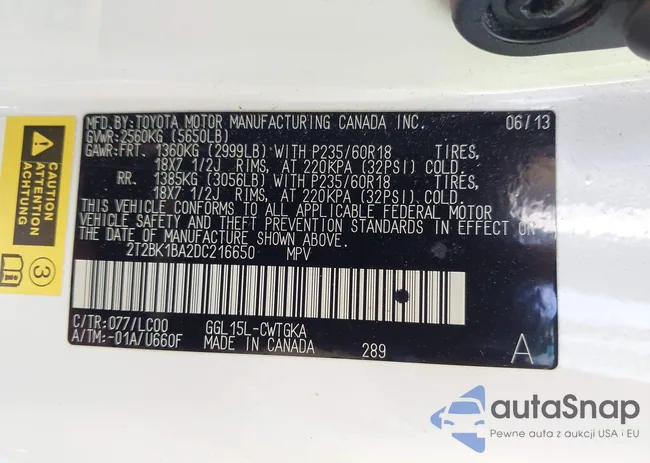 MFD.BY: TOYOTA MOTOR MANUFACTURING CANADA INC. 06/13
GVWR: 2560KG (5650LB)
GAWR: FRT. 1360KG (2999LB) WITH P235/60R18 TIRES,
18X7 1/2J RIMS, AT 220KPA (32PSI) COLD.
RR. 1385KG (3056LB) WITH P235/60R18 TIRES,
18X7 1/2J RIMS, AT 220KPA (32PSI) COLD.
THIS VEHICLE CONFORMS TO ALL APPLICABLE FEDERAL MOTOR
VEHICLE SAFETY AND THEFT PREVENTION STANDARDS IN EFFECT ON
THE DATE OF MANUFACTURE SHOWN ABOVE.
2T2BK1BA2DC216650 MPV
C/TR: 077/LC00 GGL15L-CWTGKA
A/TM: -01A/U660F MADE IN CANADA 289 A
CAUTION
ATTENTION
ACHTUNG
3
autaSnap
Pewne auta z aukcji USA i EU